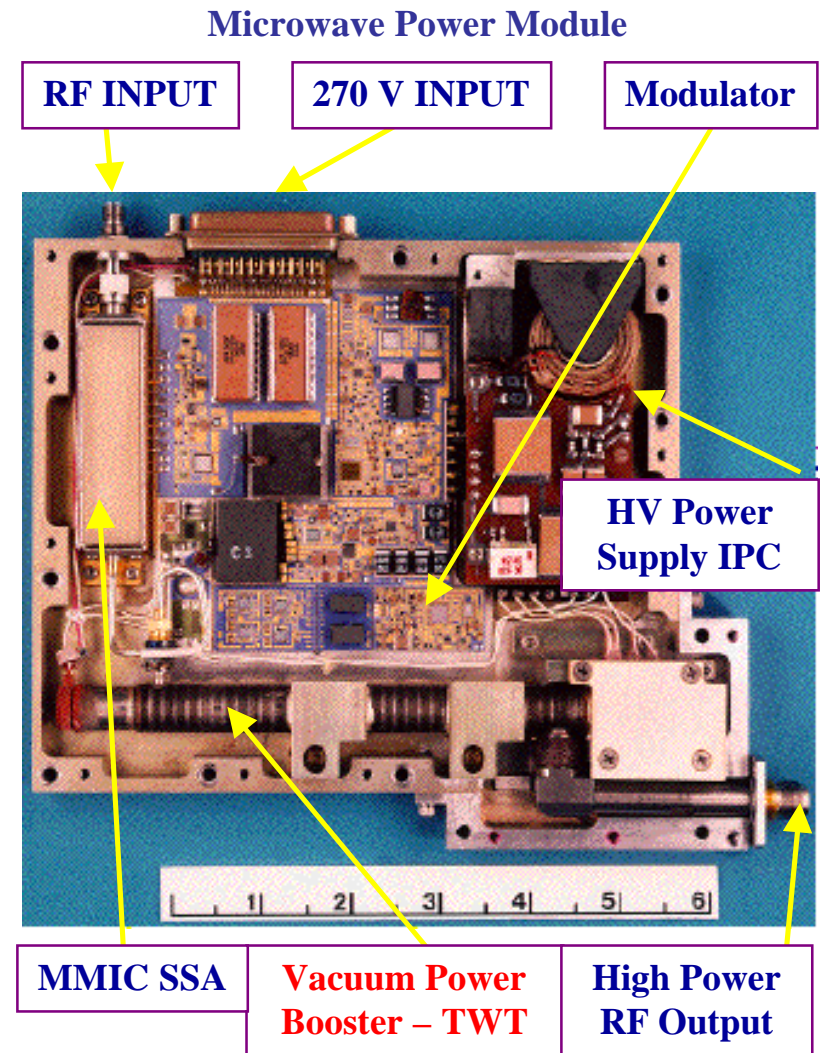 Microwave Power Module
RF INPUT
270 V INPUT
Modulator
HV Power
Supply IPC
1 2 3 4 5 6
MMIC SSA
Vacuum Power
Booster – TWT
High Power
RF Output